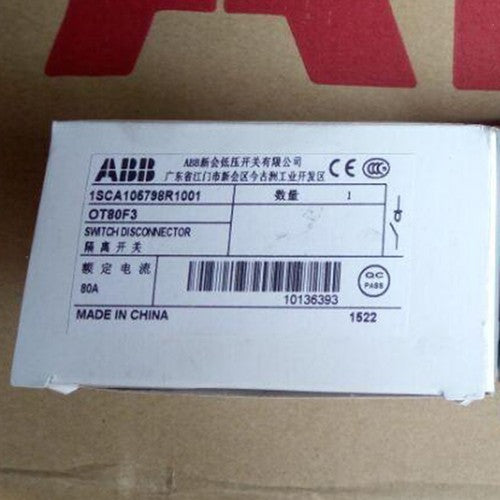 ABB
ABB新会低压开关有限公司
广东省江门市新会区今古洲工业开发区
CE
CCC
1SCA105798R1001
数量 1
OT80F3
SWITCH DISCONNECTOR
隔离开关
额定电流
80A
10136393
QC
PASS
MADE IN CHINA
1522